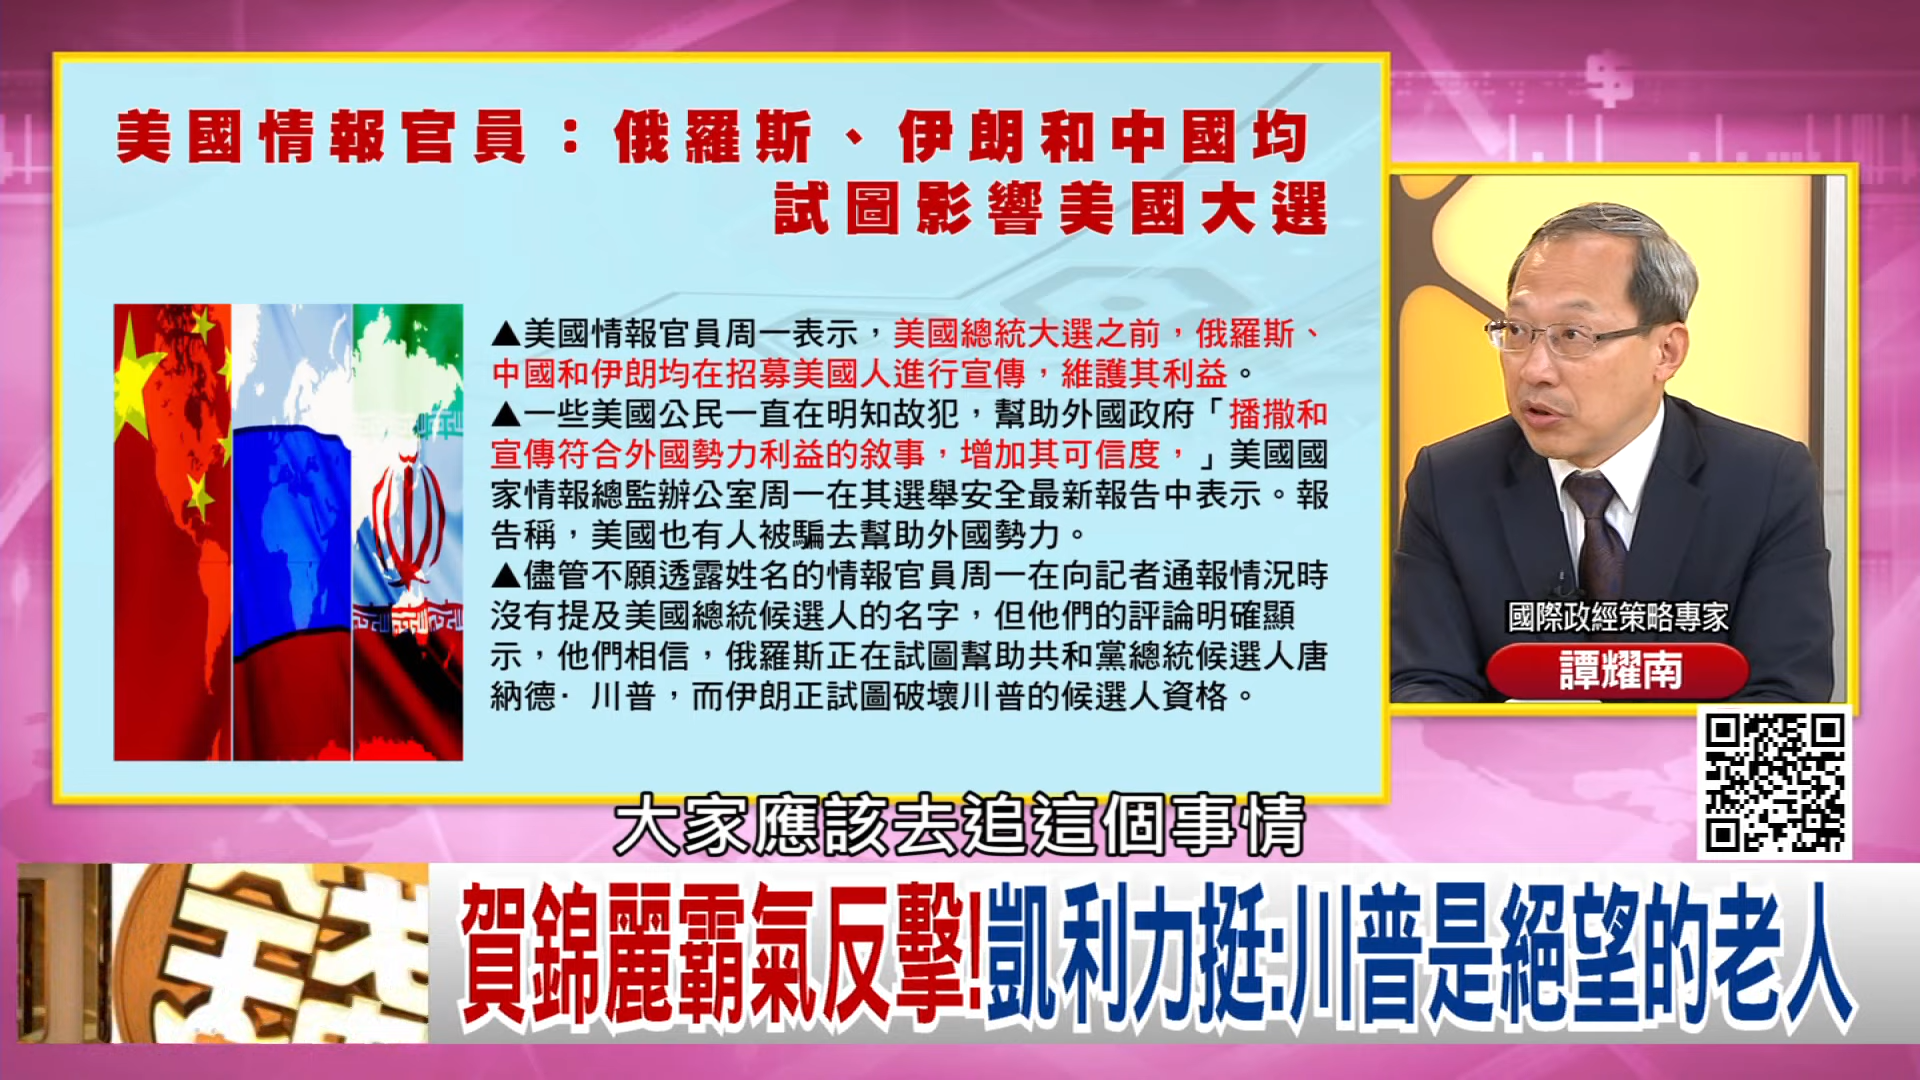 美國情報官員：俄羅斯、伊朗和中國均
試圖影響美國大選
▲美國情報官員周一表示，美國總統大選之前，俄羅斯、
中國和伊朗均在招募美國人進行宣傳，維護其利益。
▲一些美國公民一直在明知故犯，幫助外國政府「播撒和
宣傳符合外國勢力利益的敘事，增加其可信度，」美國國
家情報總監辦公室周一在其選舉安全最新報告中表示。報
告稱，美國也有人被騙去幫助外國勢力。
▲儘管不願透露姓名的情報官員周一在向記者通報情況時
沒有提及美國總統候選人的名字，但他們的評論明確顯
示，他們相信，俄羅斯正在試圖幫助共和黨總統候選人唐
納德·川普，而伊朗正試圖破壞川普的候選人資格。
國際政經策略專家
譚耀南
大家應該去追這個事情
賀錦麗霸氣反擊!凱利力挺:川普是絕望的老人